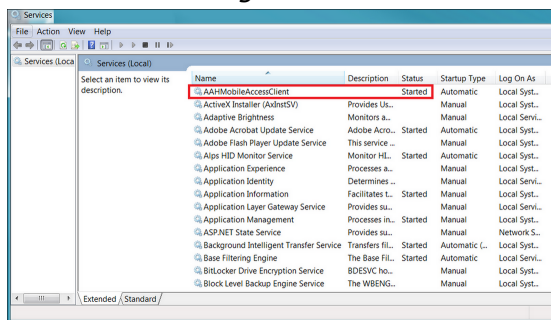 Services
File Action View Help
Services (Loca
Services (Local)
Select an item to view its description.
Name Description Status Startup Type Log On As
AAHMobileAccessClient Started Automatic Local Syst...
ActiveX Installer (AxInstSV) Provides Us... Manual Local Syst...
Adaptive Brightness Monitors a... Manual Local Servi...
Adobe Acrobat Update Service Adobe Acro... Started Automatic Local Syst...
Adobe Flash Player Update Service This service ... Manual Local Syst...
Alps HID Monitor Service Monitor HI... Started Automatic Local Syst...
Application Experience Processes a... Manual Local Syst...
Application Identity Determines ... Manual Local Servi...
Application Information Facilitates t... Started Manual Local Syst...
Application Layer Gateway Service Provides su... Manual Local Servi...
Application Management Processes in... Started Manual Local Syst...
ASP.NET State Service Provides su... Manual Network S...
Background Intelligent Transfer Service Transfers fil... Started Automatic (... Local Syst...
Base Filtering Engine The Base Fil... Started Automatic Local Servi...
BitLocker Drive Encryption Service BDESVC ho... Manual Local Syst...
Block Level Backup Engine Service The WBENG... Manual Local Syst...
Extended Standard